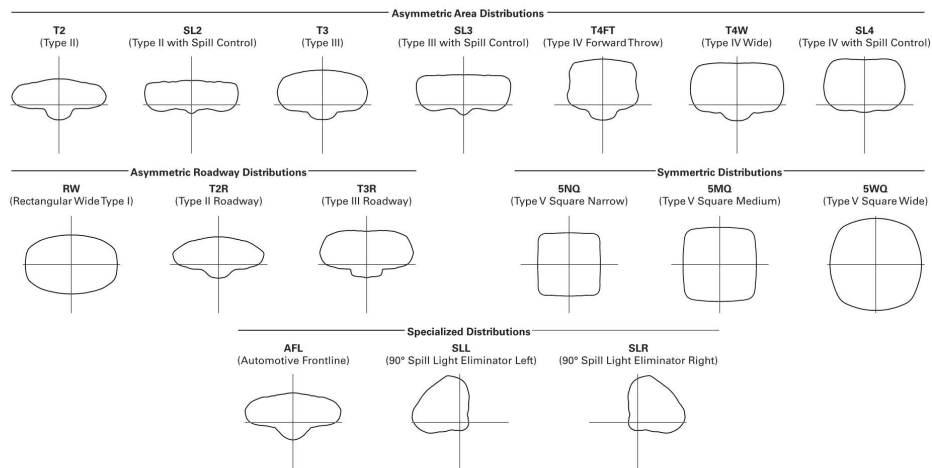 Asymmetric Area Distributions
T2 SL2 T3 SL3 T4FT T4W SL4
(Type II) (Type II with Spill Control) (Type III) (Type III with Spill Control) (Type IV Forward Throw) (Type IV Wide) (Type IV with Spill Control)
Asymmetric Roadway Distributions Symmertric Distributions
RW T2R T3R 5NQ 5MQ 5WQ
(Rectangular Wide Type I) (Type II Roadway) (Type III Roadway) (Type V Square Narrow) (Type V Square Medium) (Type V Square Wide)
Specialized Distributions
AFL SLL SLR
(Automotive Frontline) (90° Spill Light Eliminator Left) (90° Spill Light Eliminator Right)